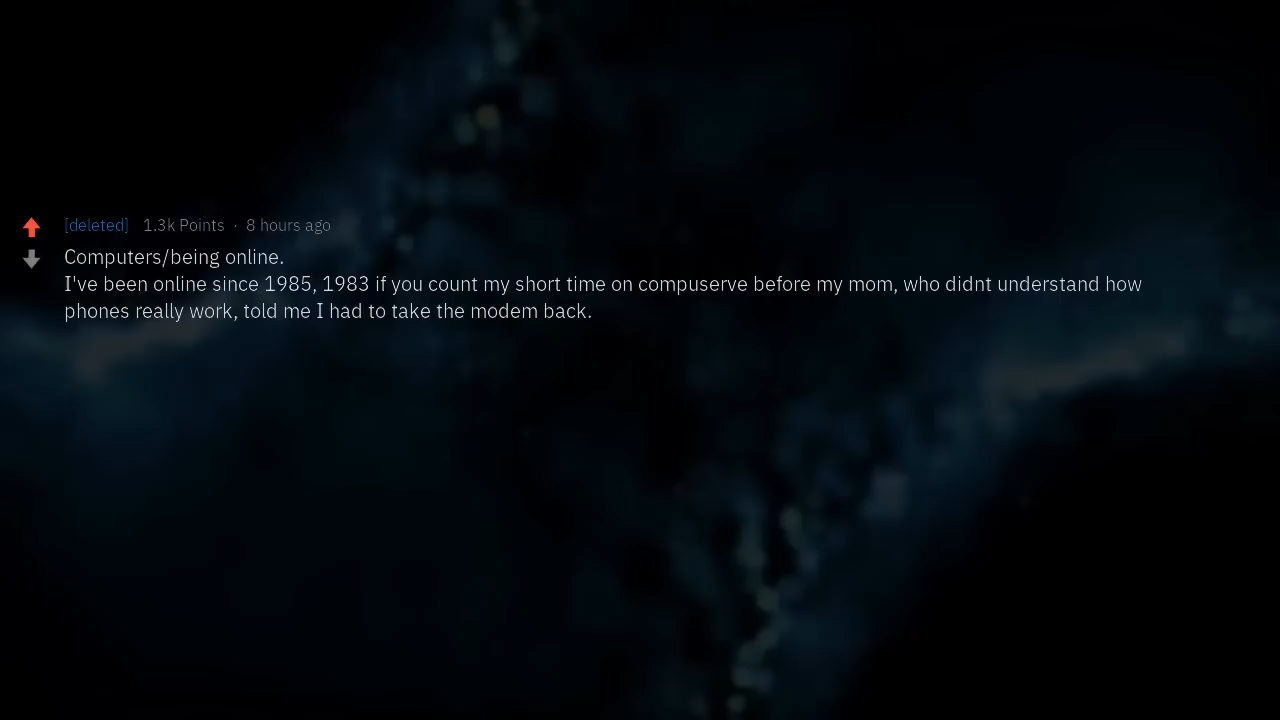 [deleted] 1.3k Points · 8 hours ago
Computers/being online.
I've been online since 1985, 1983 if you count my short time on compuserve before my mom, who didnt understand how
phones really work, told me I had to take the modem back.